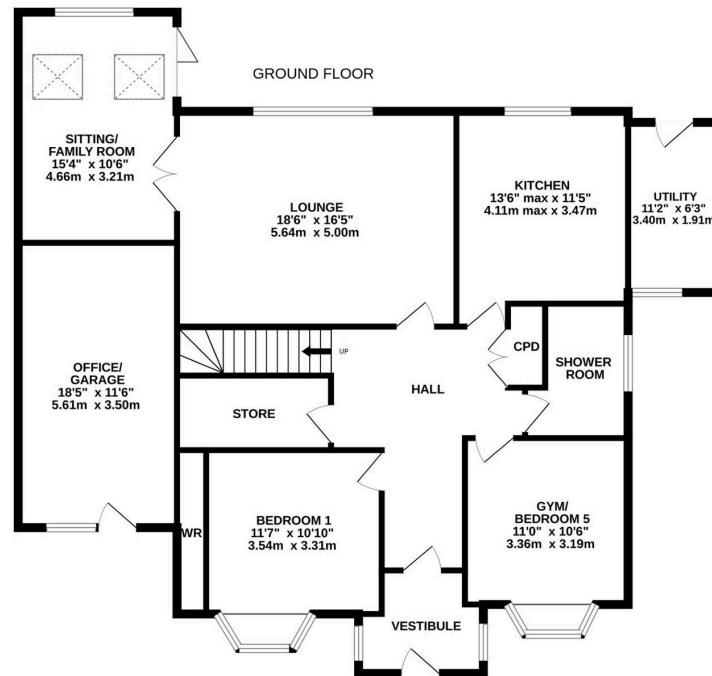 GROUND FLOOR
SITTING/
FAMILY ROOM
15'4" x 10'6"
4.66m x 3.21m
LOUNGE
18'6" x 16'5"
5.64m x 5.00m
KITCHEN
13'6" max x 11'5"
4.11m max x 3.47m
UTILITY
11'2" x 6'3"
3.40m x 1.91m
OFFICE/
GARAGE
18'5" x 11'6"
5.61m x 3.50m
UP
CPD
SHOWER
ROOM
HALL
STORE
WR
BEDROOM 1
11'7" x 10'10"
3.54m x 3.31m
GYM/
BEDROOM 5
11'0" x 10'6"
3.36m x 3.19m
VESTIBULE